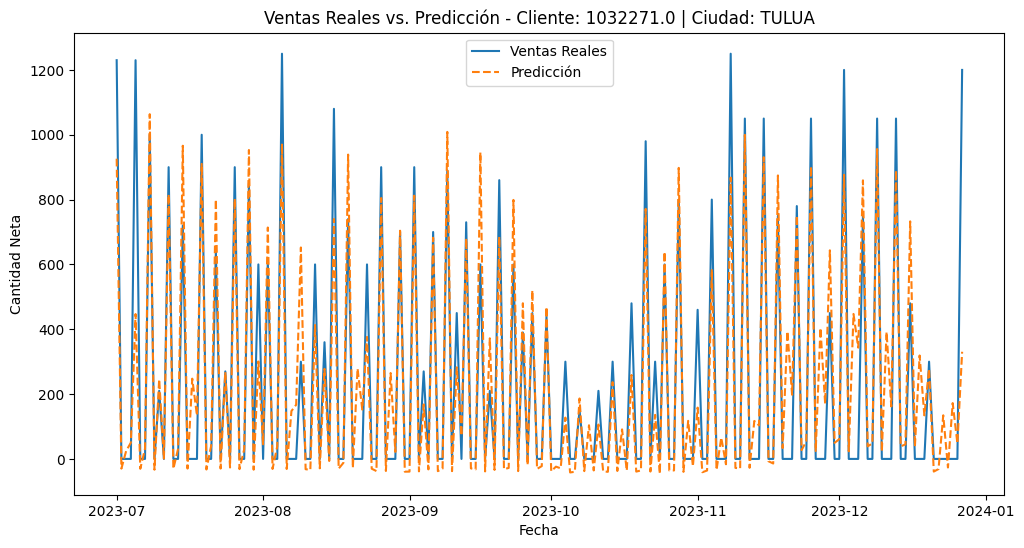 Ventas Reales vs. Predicción - Cliente: 1032271.0 | Ciudad: TULUA
Ventas Reales
Predicción
Cantidad Neta
1200
1000
800
600
400
200
0
2023-07
2023-08
2023-09
2023-10
2023-11
2023-12
2024-01
Fecha